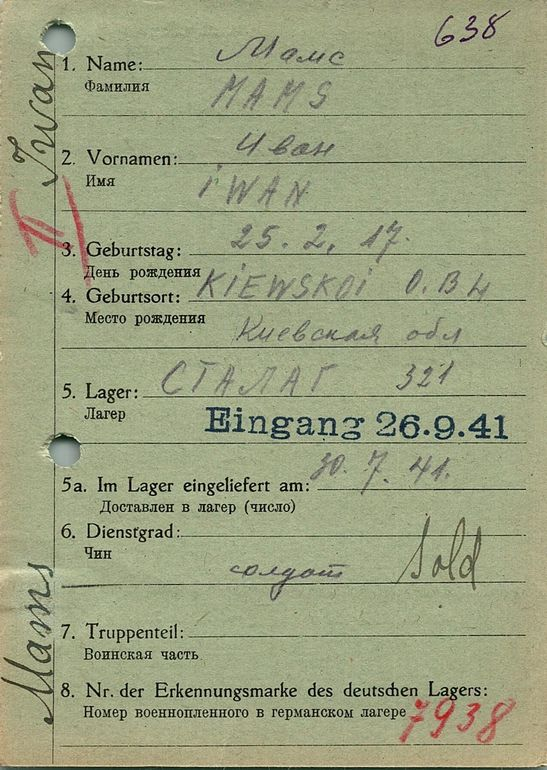 638
1. Name: Мамс
Фамилия MAMS
2. Vornamen: Иван
Имя iWAN
3. Geburtstag: 25.2.17.
День рождения
4. Geburtsort: KiEWSKOi O.BL
Место рождения Киевская обл
5. Lager: СТАЛАГ 321
Лагерь
Eingang 26.9.41
5a. Im Lager eingeliefert am: 30.7.41.
Доставлен в лагер (число)
6. Dienstgrad:
Чин солдат Sold
7. Truppenteil:
Воинская часть
8. Nr. der Erkennungsmarke des deutschen Lagers:
Номер военнопленного в германском лагере 7938
Mams Iwan
II